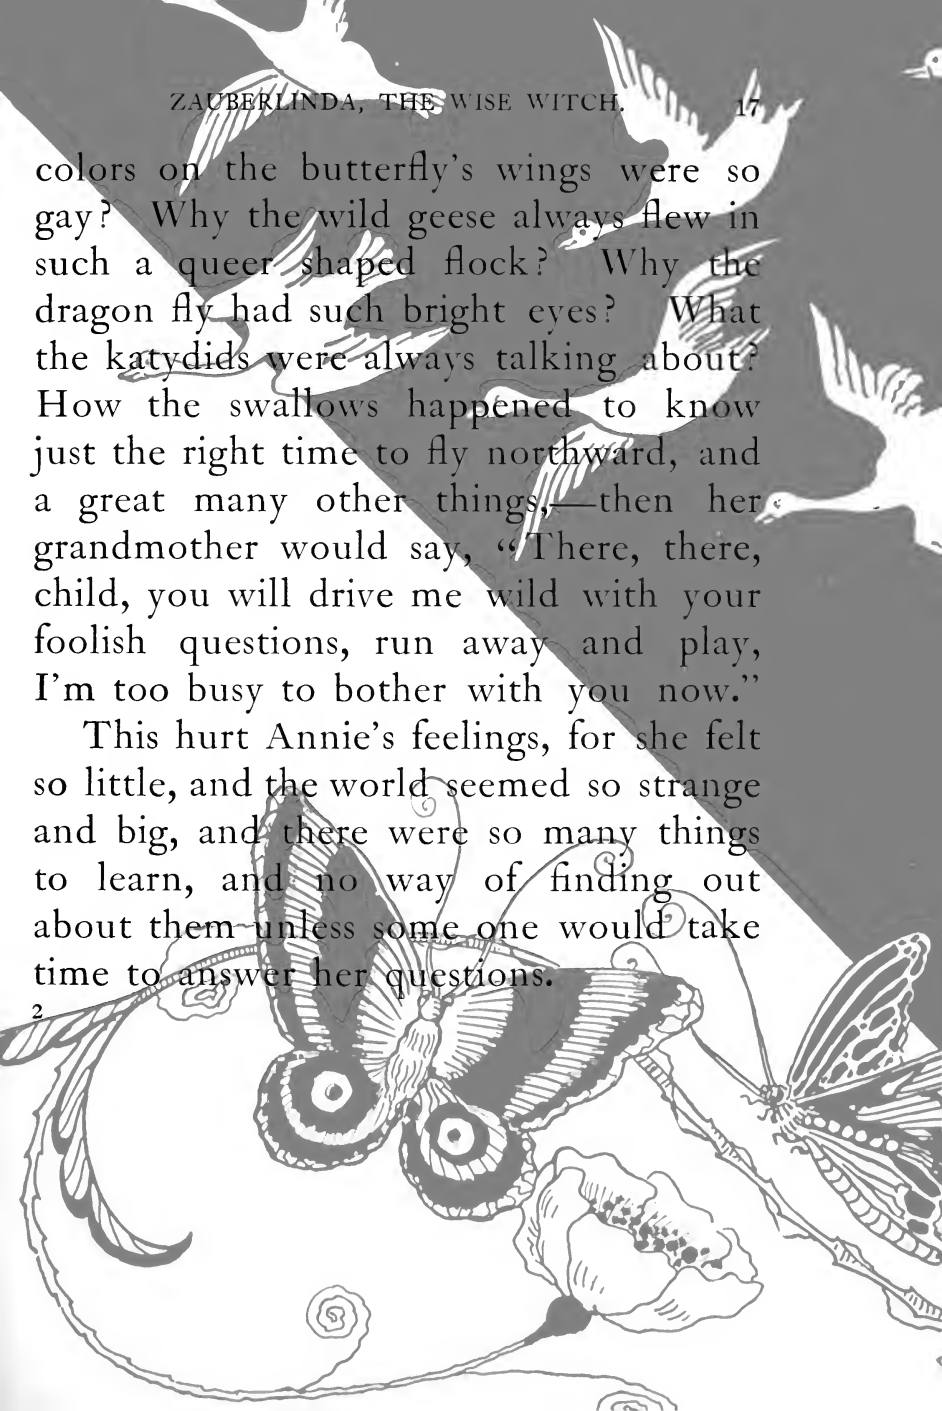 ZAUBERLINDA, THE WISE WITCH. 17
colors on the butterfly's wings were so
gay? Why the wild geese always flew in
such a queer shaped flock? Why the
dragon fly had such bright eyes? What
the katydids were always talking about?
How the swallows happened to know
just the right time to fly northward, and
a great many other things,—then her
grandmother would say, “There, there,
child, you will drive me wild with your
foolish questions, run away and play,
I'm too busy to bother with you now.”
This hurt Annie's feelings, for she felt
so little, and the world seemed so strange
and big, and there were so many things
to learn, and no way of finding out
about them unless some one would take
time to answer her questions.
2